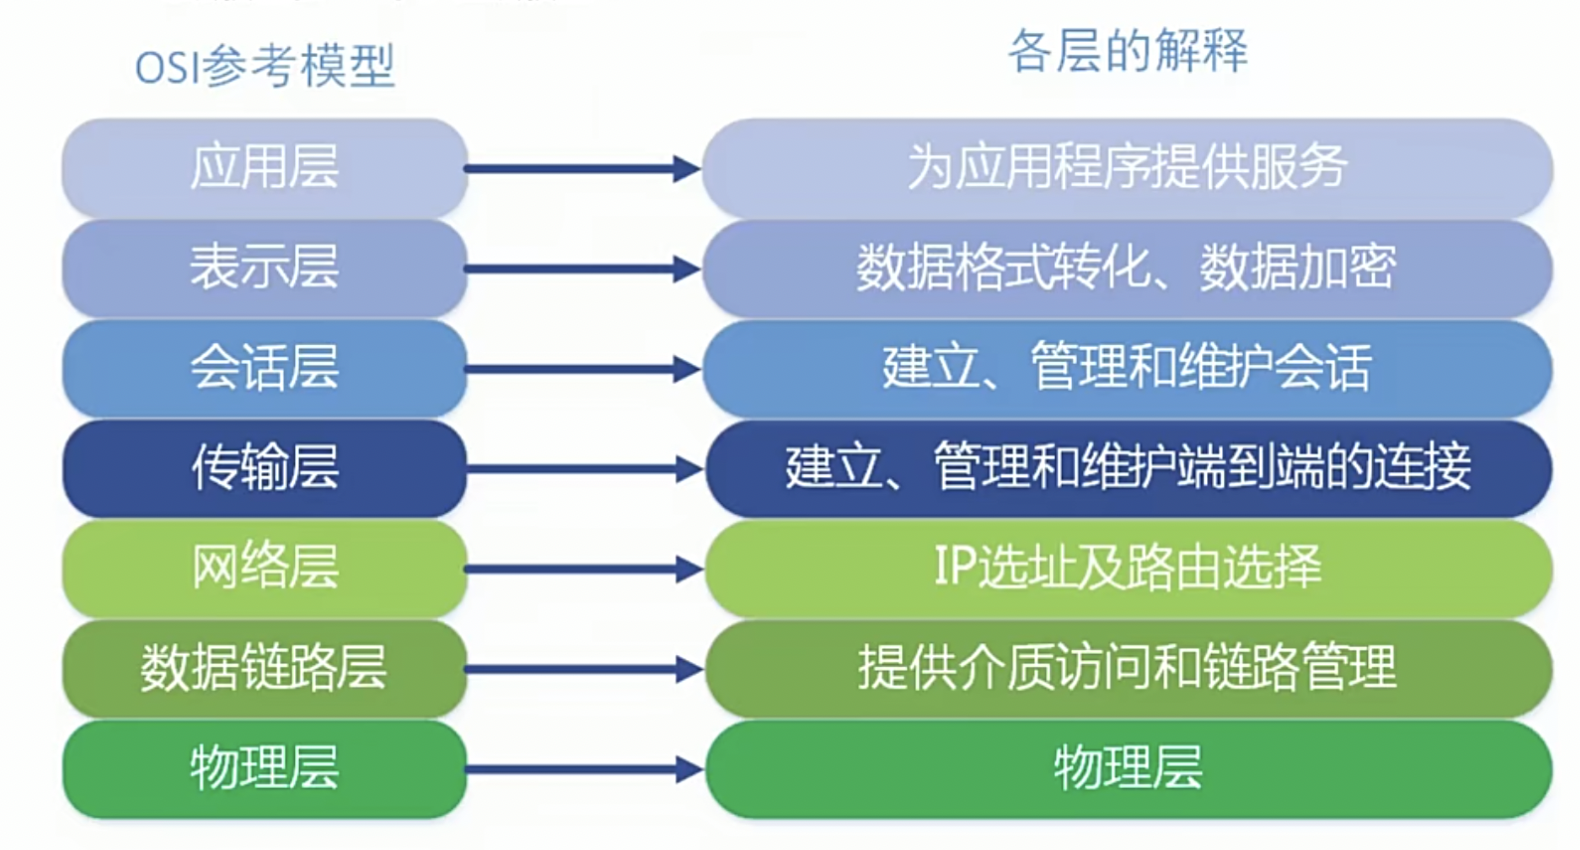 OSI参考模型
各层的解释
应用层
为应用程序提供服务
表示层
数据格式转化、数据加密
会话层
建立、管理和维护会话
传输层
建立、管理和维护端到端的连接
网络层
IP选址及路由选择
数据链路层
提供介质访问和链路管理
物理层
物理层